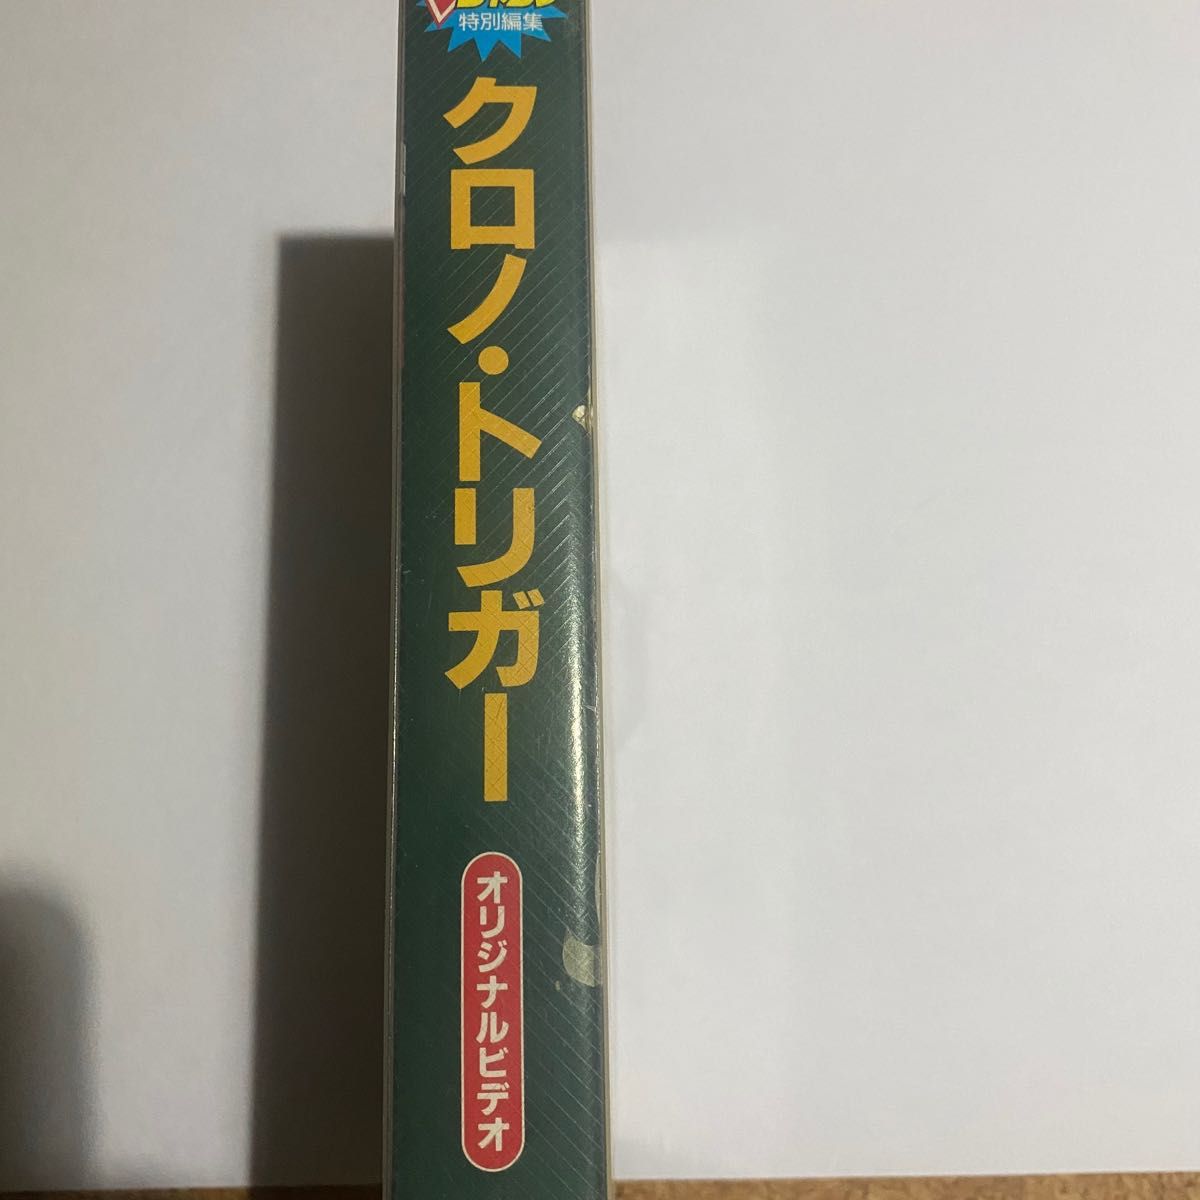 特別編集
クロノ・トリガー
オリジナルビデオ